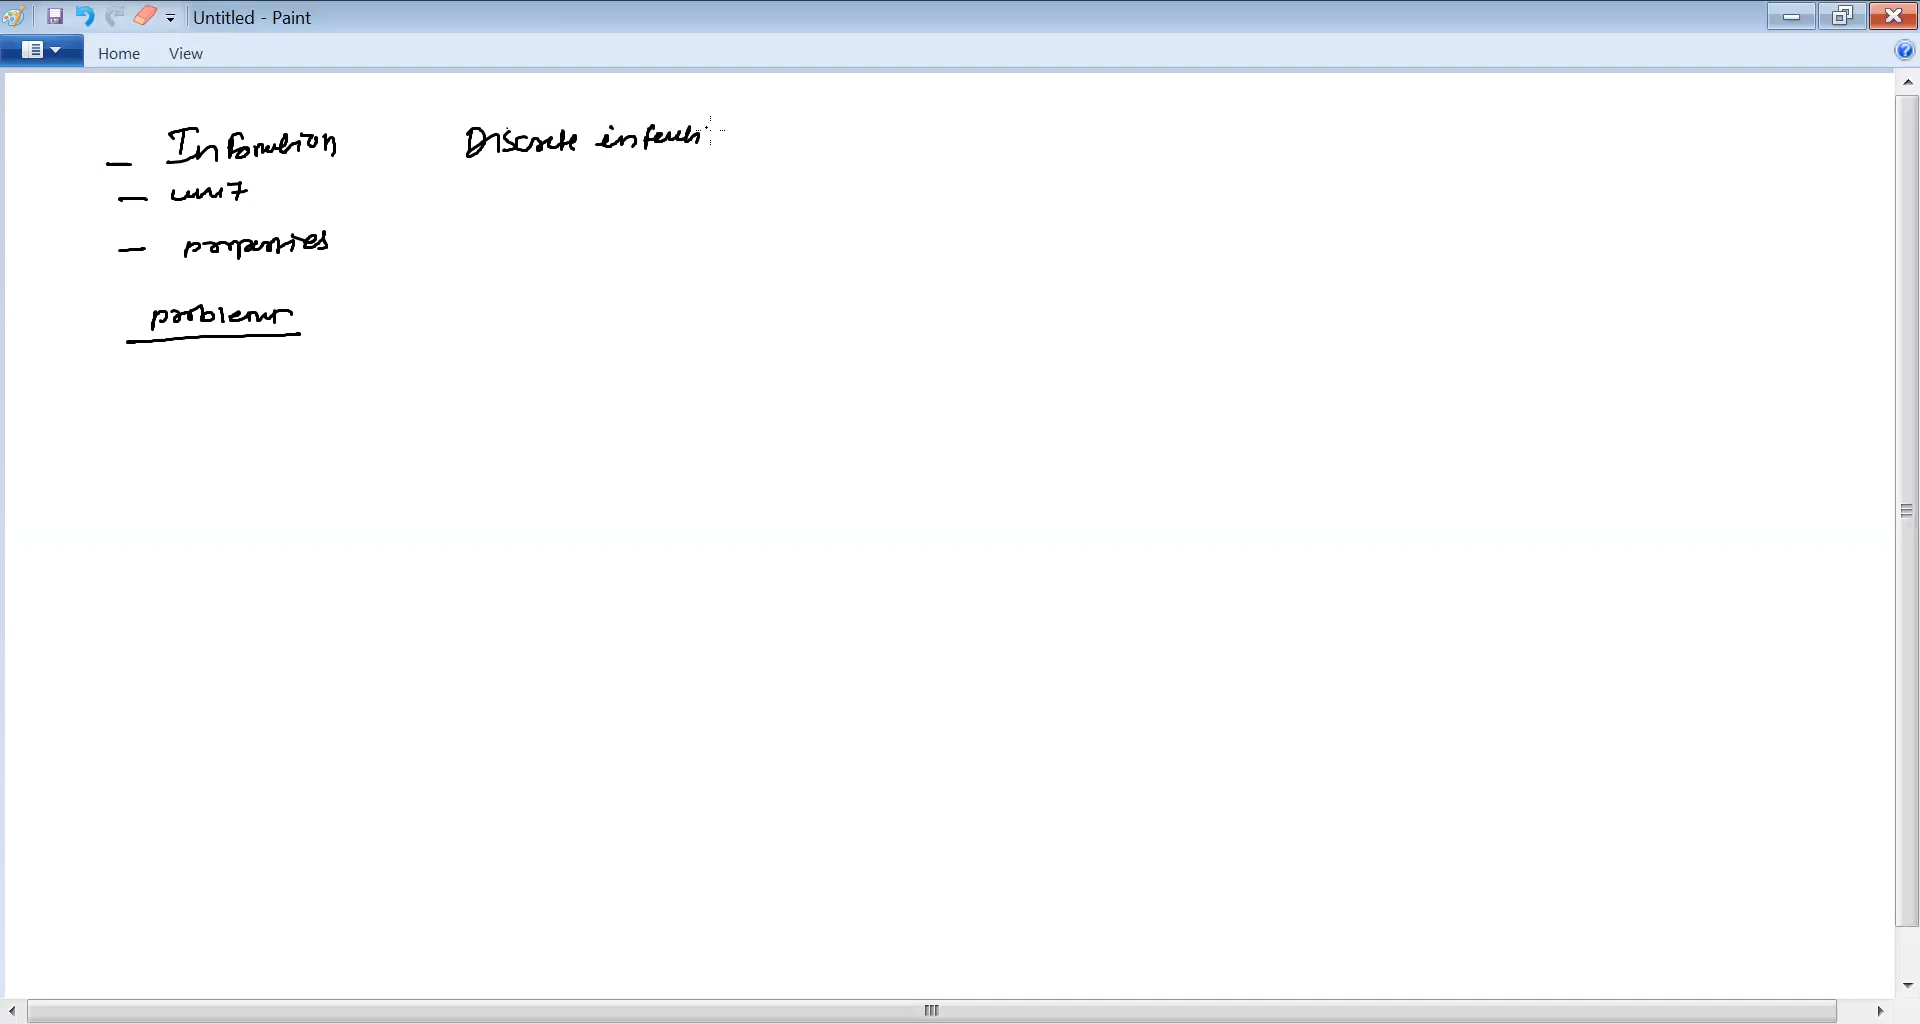 Untitled - Paint
Home View
- Information
- unit
- properties
problems
Discrete